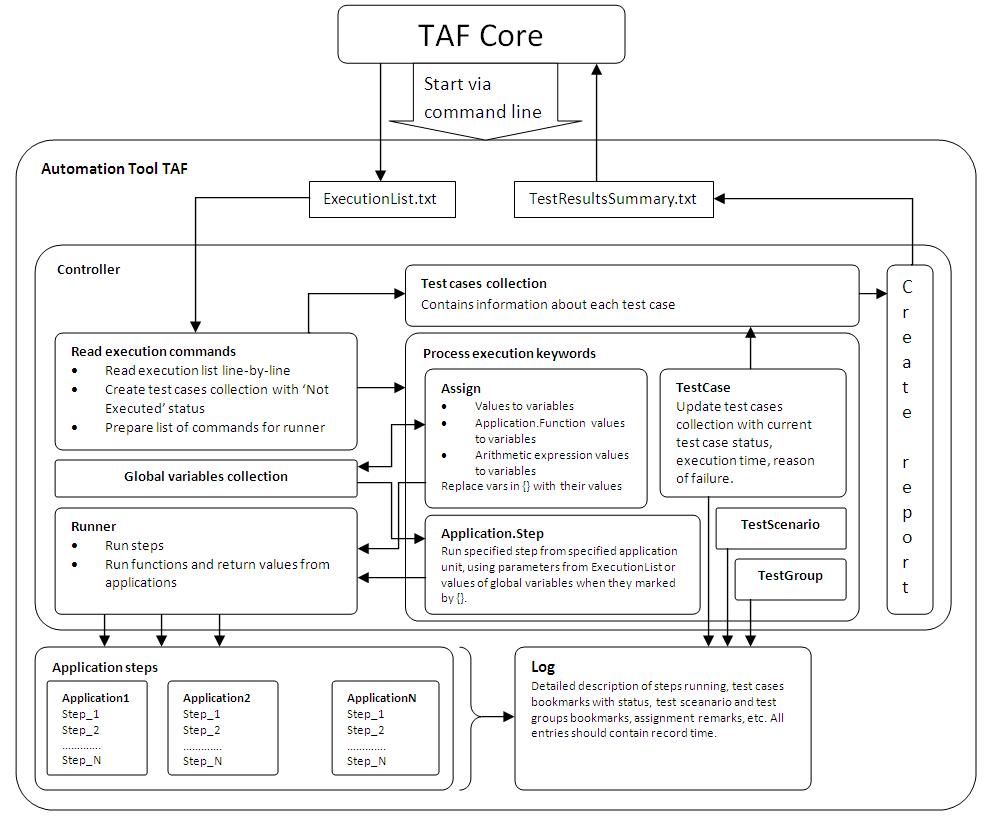 TAF Core
Start via
command line
Automation Tool TAF
ExecutionList.txt
TestResultsSummary.txt
Controller
Test cases collection
Contains information about each test case
Create report
Read execution commands
• Read execution list line-by-line
• Create test cases collection with ‘Not
Executed’ status
• Prepare list of commands for runner
Process execution keywords
Assign
• Values to variables
• Application.Function values
to variables
• Arithmetic expression values
to variables
Replace vars in {} with their values
TestCase
Update test cases
collection with current
test case status,
execution time, reason
of failure.
Global variables collection
Runner
• Run steps
• Run functions and return values from
applications
Application.Step
Run specified step from specified application
unit, using parameters from ExecutionList or
values of global variables when they marked
by {}.
TestScenario
TestGroup
Application steps
Application1
Step_1
Step_2
.............
Step_N
Application2
Step_1
Step_2
.............
Step_N
ApplicationN
Step_1
Step_2
.............
Step_N
Log
Detailed description of steps running, test cases
bookmarks with status, test sceanario and test
groups bookmarks, assignment remarks, etc. All
entries should contain record time.